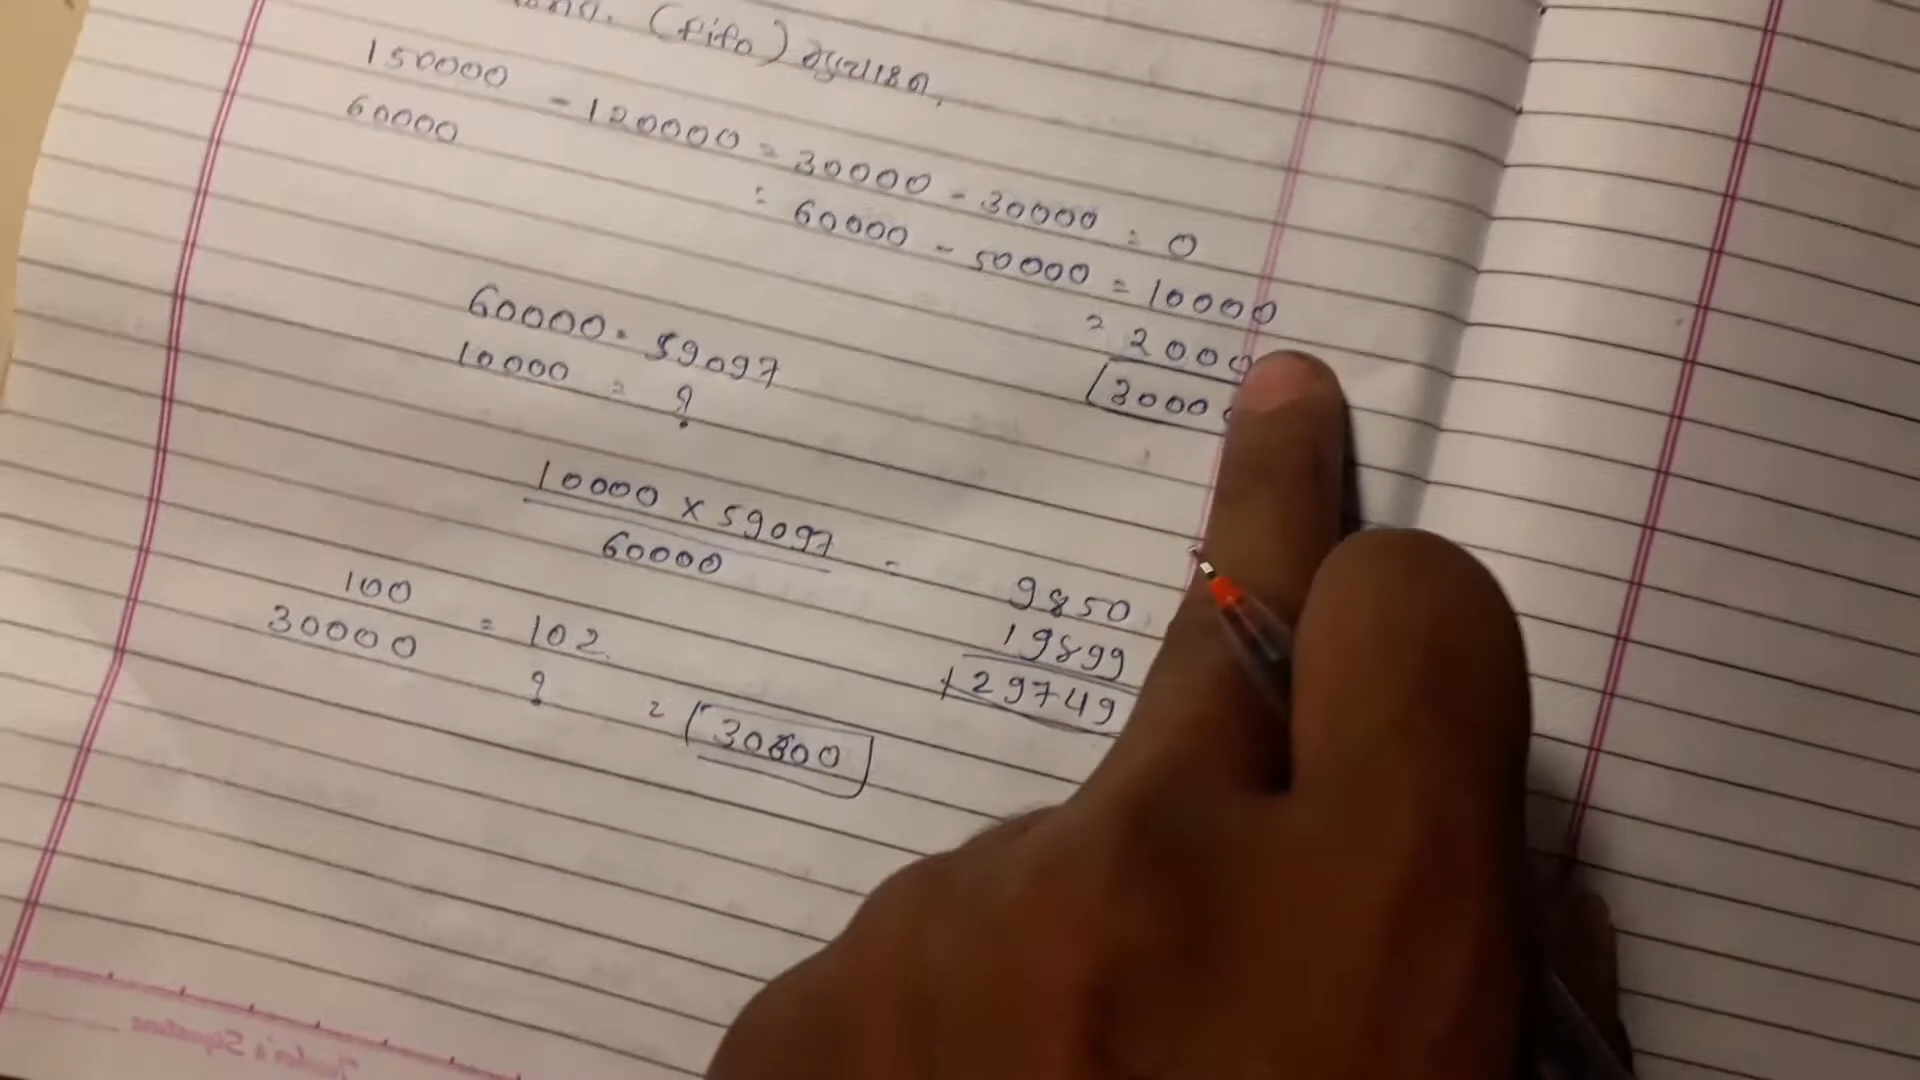 (fifo)
150000 - 120000 = 30000 - 30000 = 0
60000 = 60000 - 50000 = 10000
= 2000
3000
60000 = 59097
10000 = ?
10000 × 59097
60000
= 9850
19899
29749
100 = 102
30000 ? = 30600